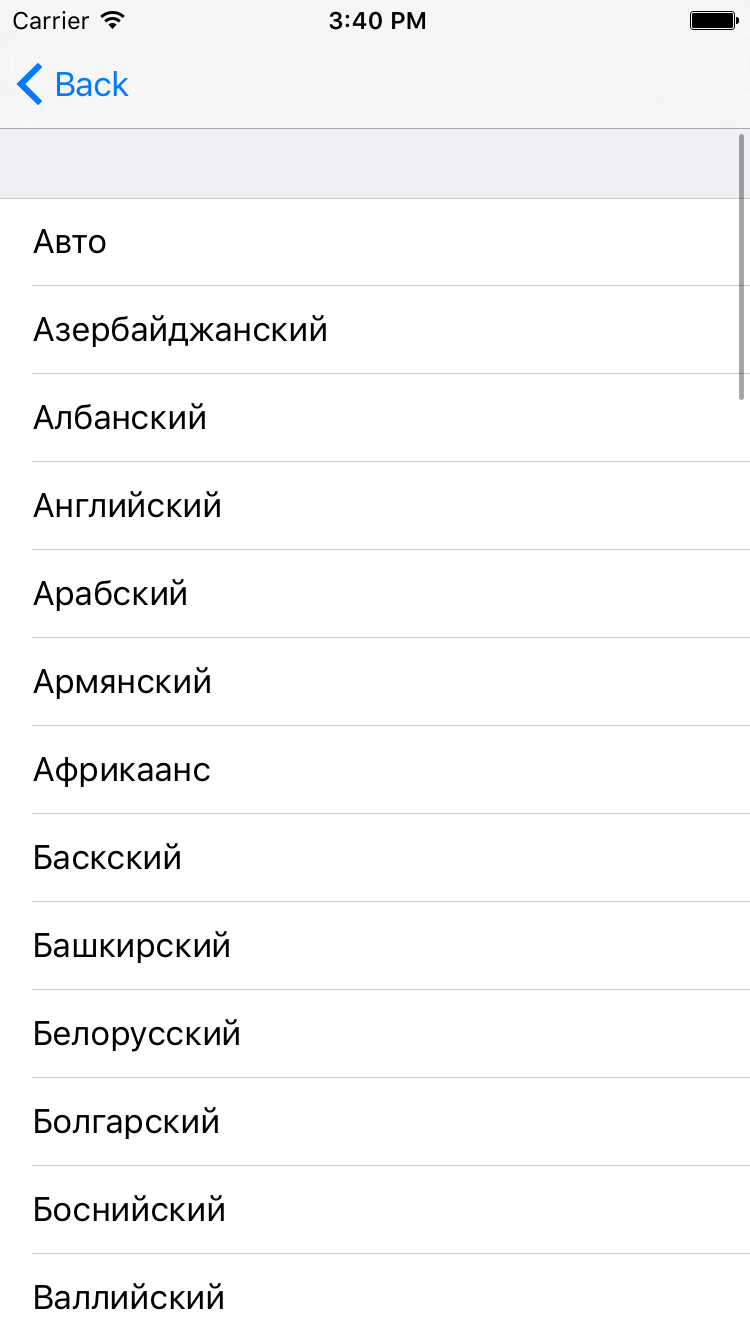 Carrier 3:40 PM
Back
Авто
Азербайджанский
Албанский
Английский
Арабский
Армянский
Африкаанс
Баскский
Башкирский
Белорусский
Болгарский
Боснийский
Валлийский